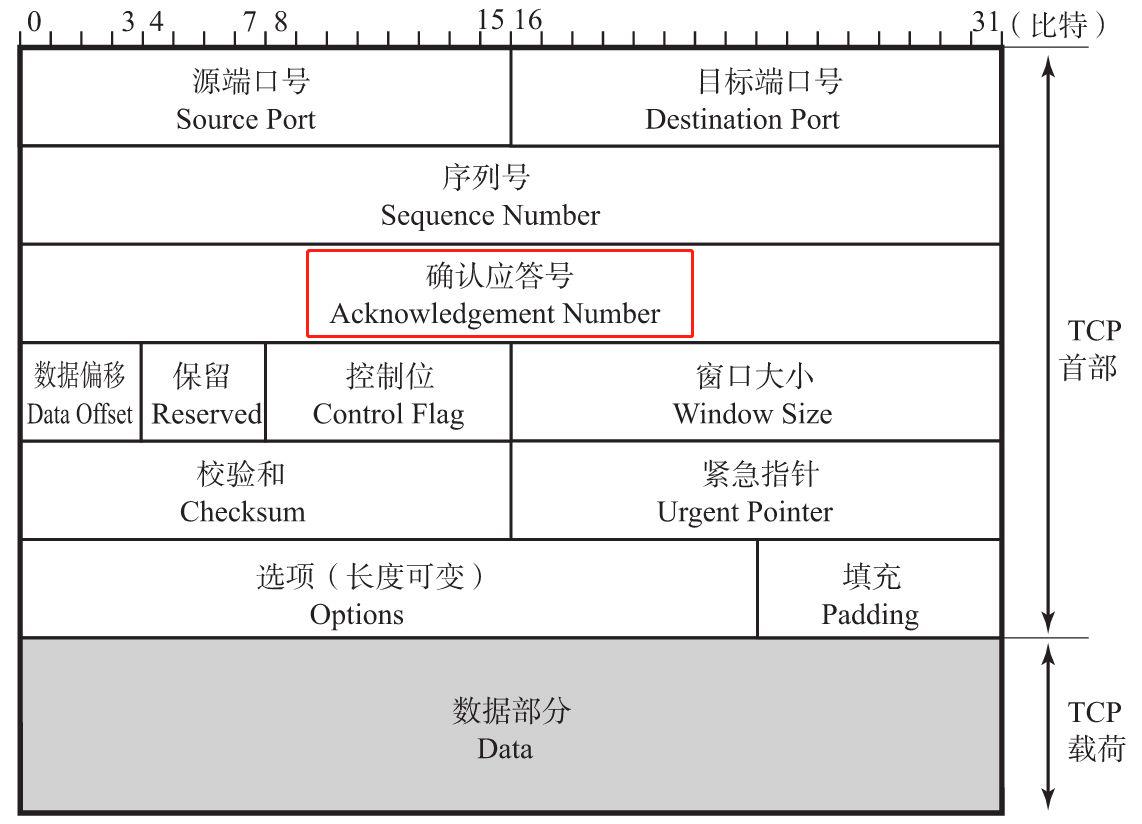 0 3 4 7 8 15 16 31 (比特)
源端口号 目标端口号
Source Port Destination Port
序列号
Sequence Number
确认应答号
Acknowledgement Number
TCP
首部
数据偏移 保留 控制位 窗口大小
Data Offset Reserved Control Flag Window Size
校验和 紧急指针
Checksum Urgent Pointer
选项（长度可变） 填充
Options Padding
数据部分
Data
TCP
载荷